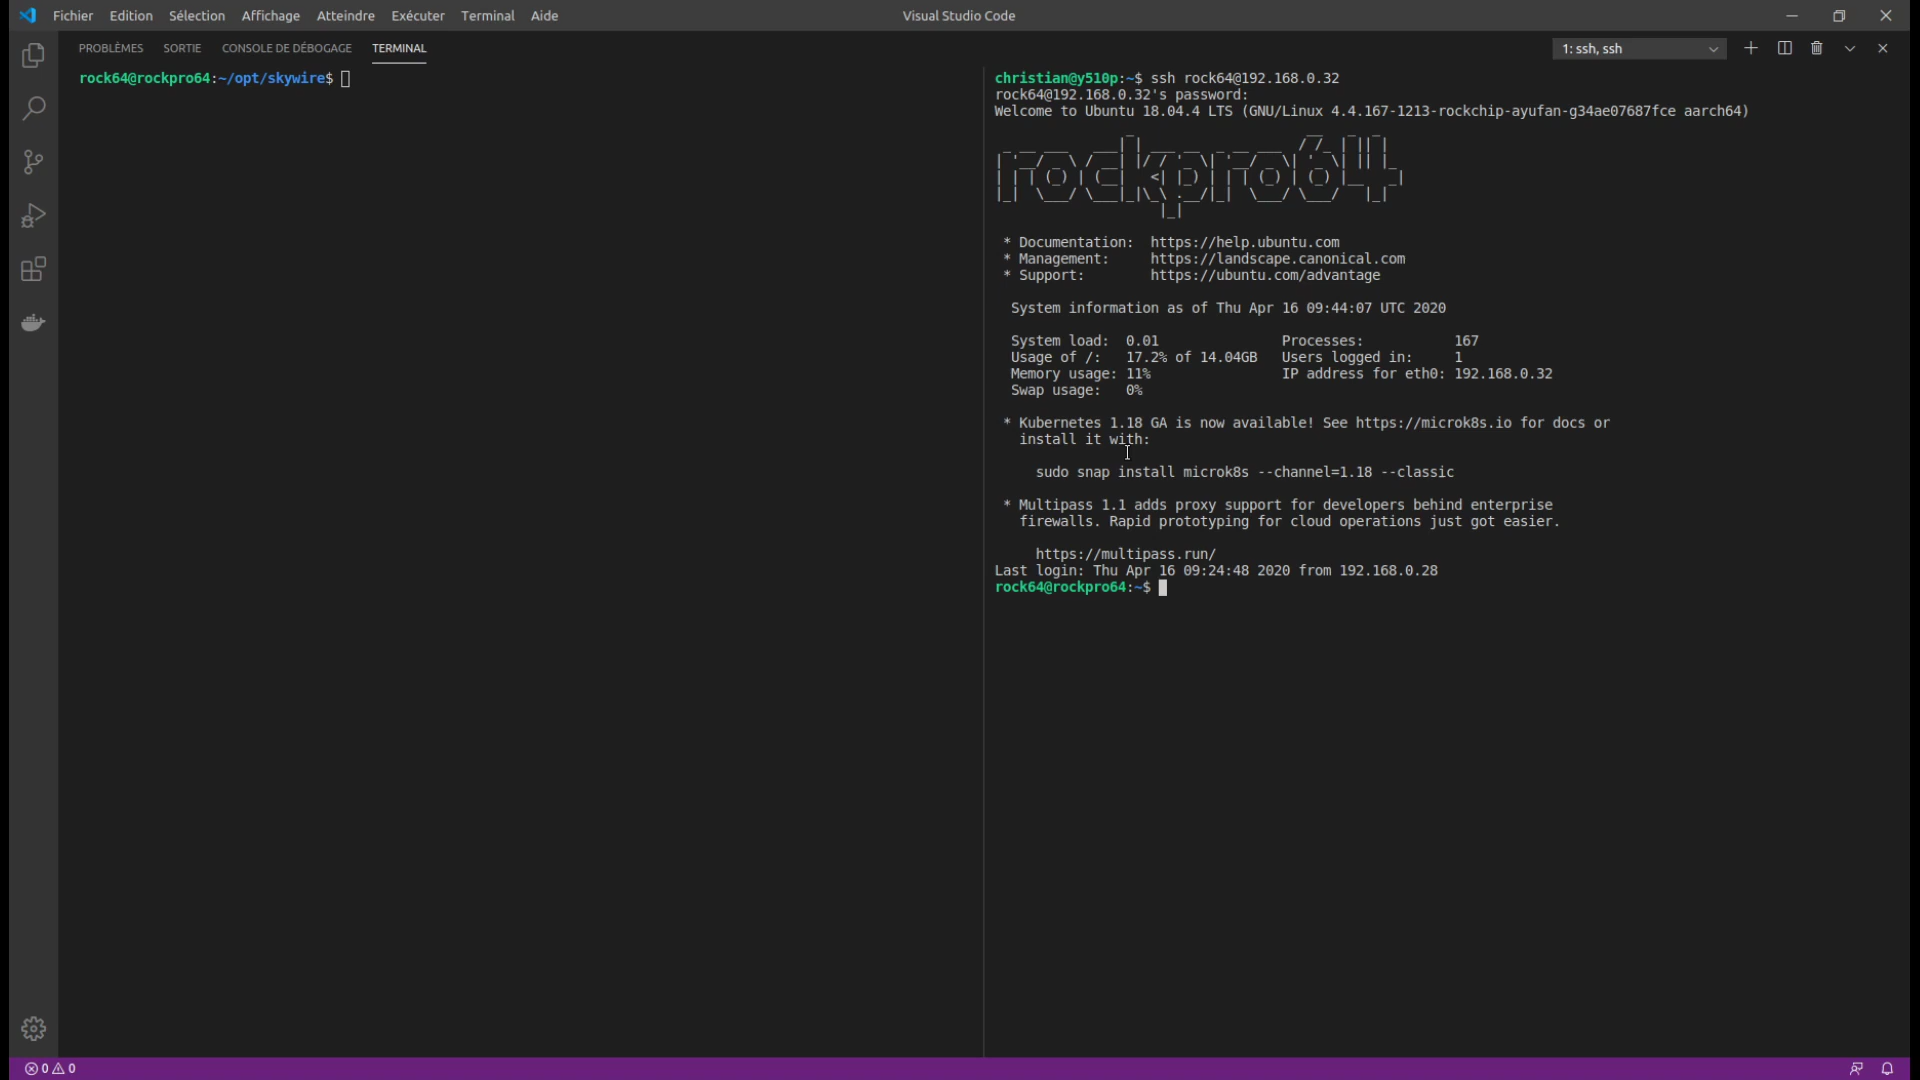 Fichier Edition Sélection Affichage Atteindre Exécuter Terminal Aide
Visual Studio Code
PROBLÈMES SORTIE CONSOLE DE DÉBOGAGE TERMINAL
1: ssh, ssh
rock64@rockpro64:~/opt/skywire$
christian@y510p:~$ ssh rock64@192.168.0.32
rock64@192.168.0.32's password:
Welcome to Ubuntu 18.04.4 LTS (GNU/Linux 4.4.167-1213-rockchip-ayufan-g34ae07687fce aarch64)
rockpro64
* Documentation:  https://help.ubuntu.com
* Management:     https://landscape.canonical.com
* Support:        https://ubuntu.com/advantage
System information as of Thu Apr 16 09:44:07 UTC 2020
System load:  0.01               Processes:           167
Usage of /:   17.2% of 14.04GB   Users logged in:     1
Memory usage: 11%                IP address for eth0: 192.168.0.32
Swap usage:   0%
* Kubernetes 1.18 GA is now available! See https://microk8s.io for docs or
install it with:
sudo snap install microk8s --channel=1.18 --classic
* Multipass 1.1 adds proxy support for developers behind enterprise
firewalls. Rapid prototyping for cloud operations just got easier.
https://multipass.run/
Last login: Thu Apr 16 09:24:48 2020 from 192.168.0.28
rock64@rockpro64:~$
0 0